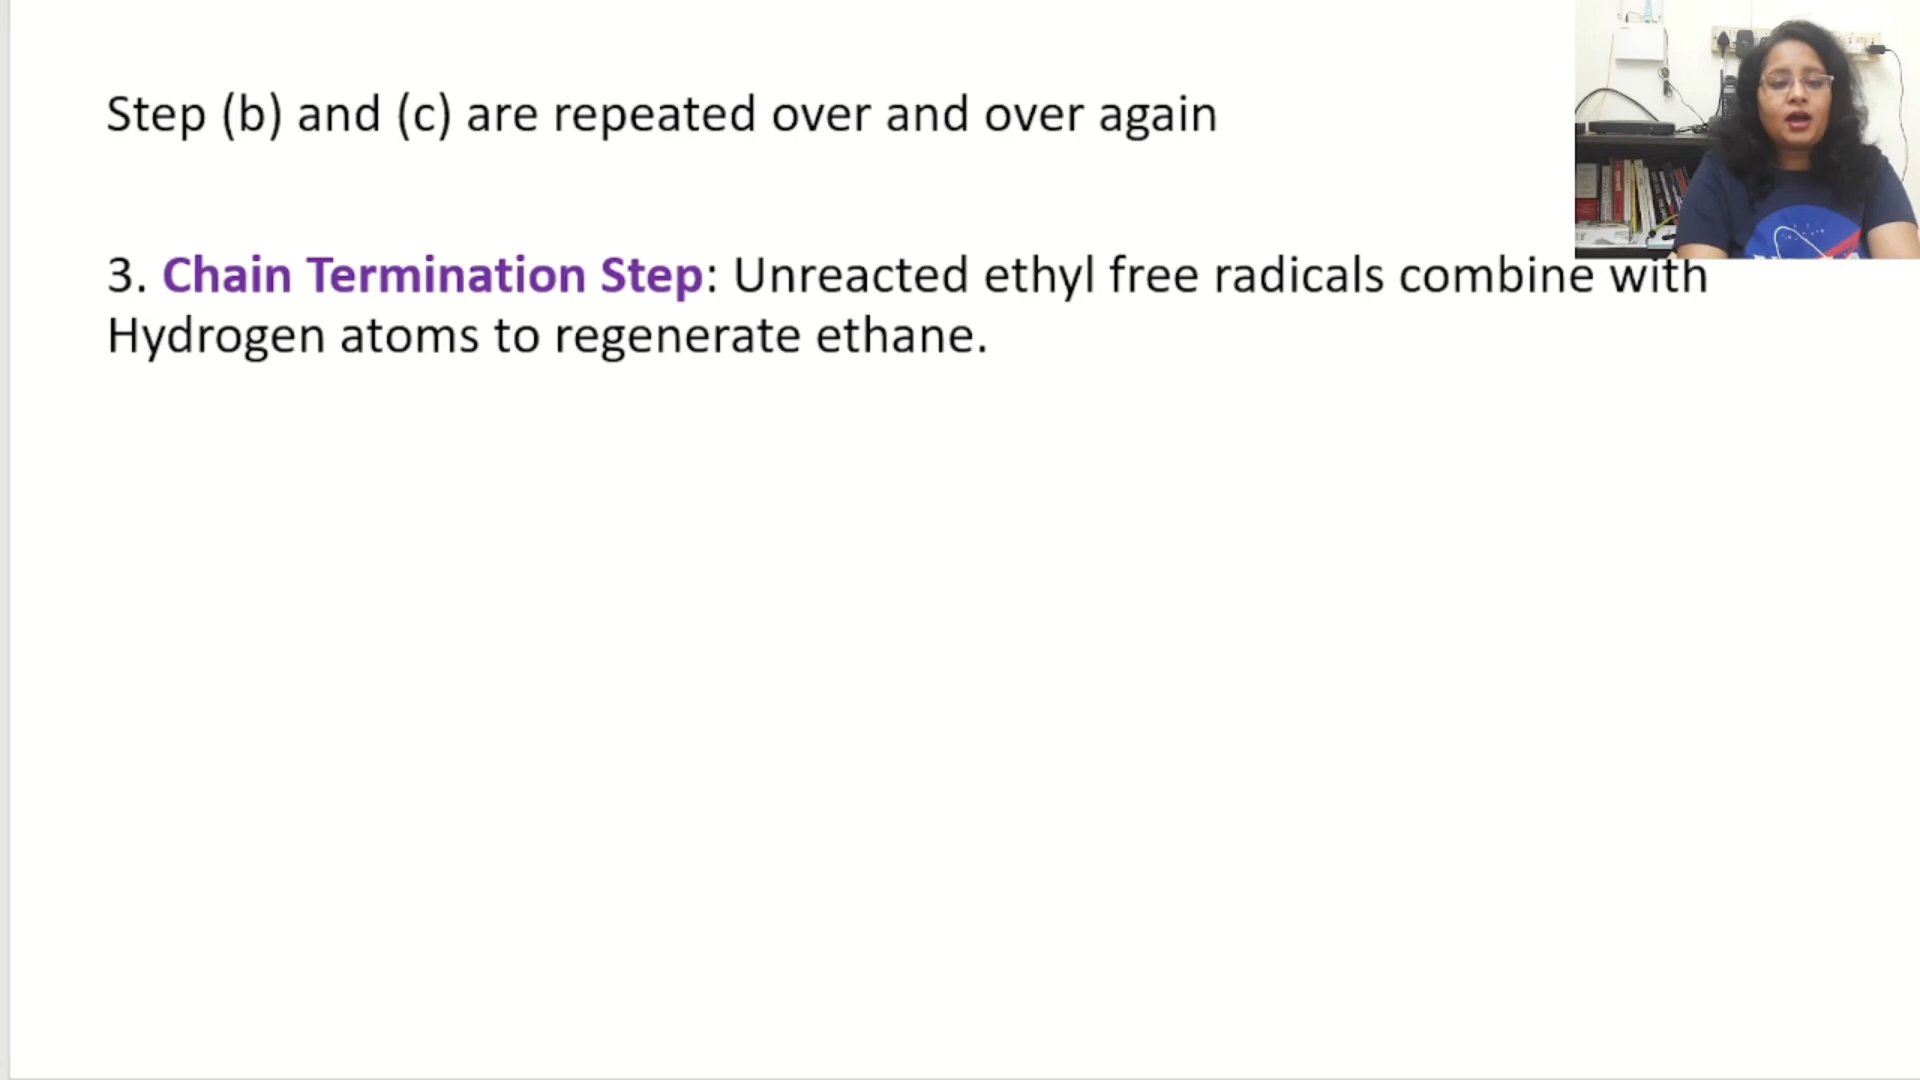 Step (b) and (c) are repeated over and over again
3. Chain Termination Step: Unreacted ethyl free radicals combine with
Hydrogen atoms to regenerate ethane.